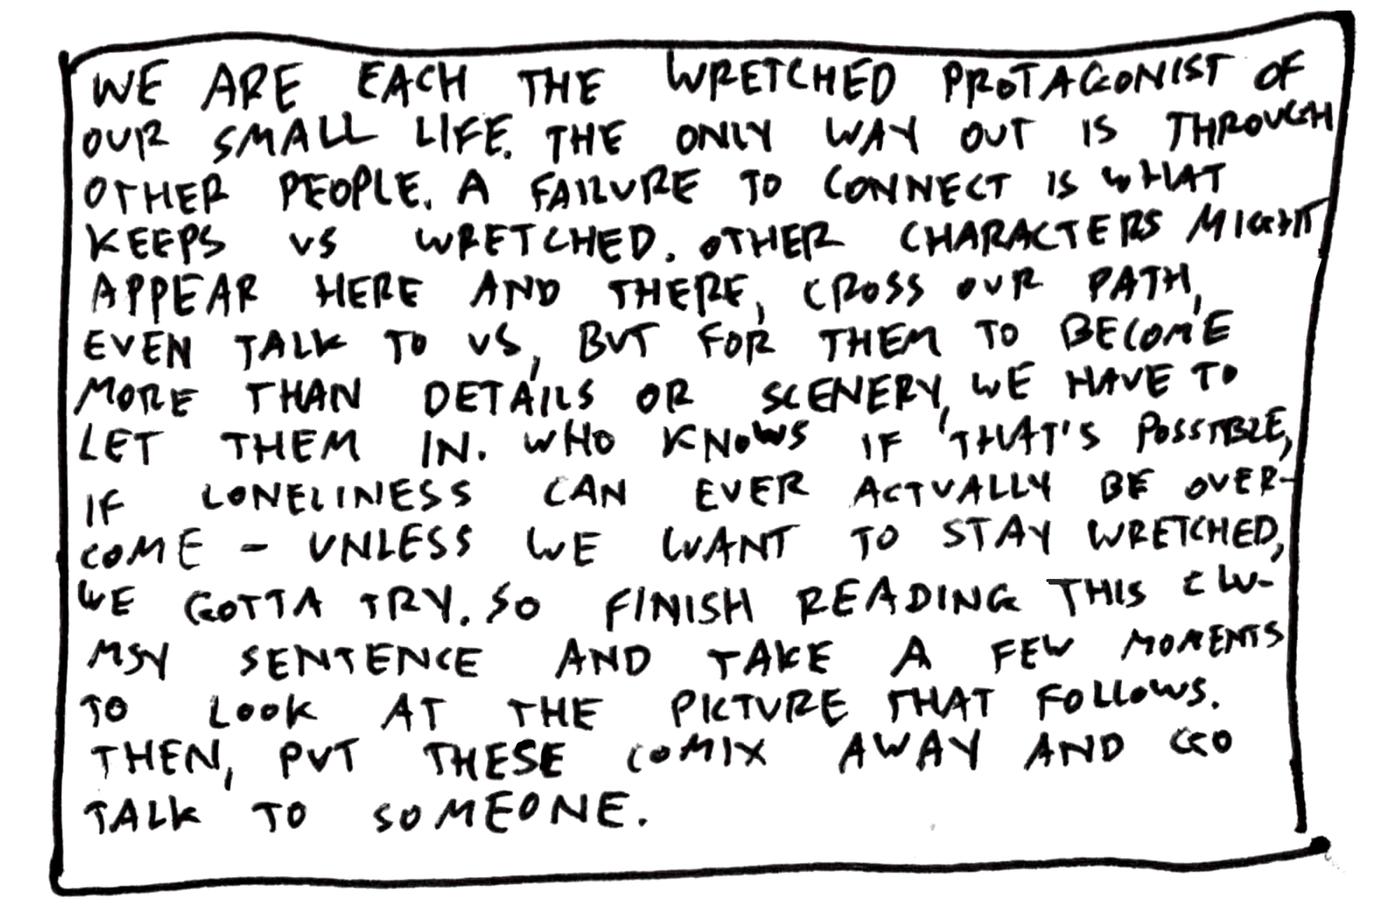 WE ARE EACH THE WRETCHED PROTAGONIST OF
OUR SMALL LIFE. THE ONLY WAY OUT IS THROUGH
OTHER PEOPLE. A FAILURE TO CONNECT IS WHAT
KEEPS US WRETCHED. OTHER CHARACTERS MIGHT
APPEAR HERE AND THERE, CROSS OUR PATH,
EVEN TALK TO US, BUT FOR THEM TO BECOME
MORE THAN DETAILS OR SCENERY, WE HAVE TO
LET THEM IN. WHO KNOWS IF THAT'S POSSIBLE,
IF LONELINESS CAN EVER ACTUALLY BE OVER-
COME – UNLESS WE WANT TO STAY WRETCHED,
WE GOTTA TRY. SO FINISH READING THIS CLU-
MSY SENTENCE AND TAKE A FEW MOMENTS
TO LOOK AT THE PICTURE THAT FOLLOWS.
THEN, PUT THESE COMIX AWAY AND GO
TALK TO SOMEONE.